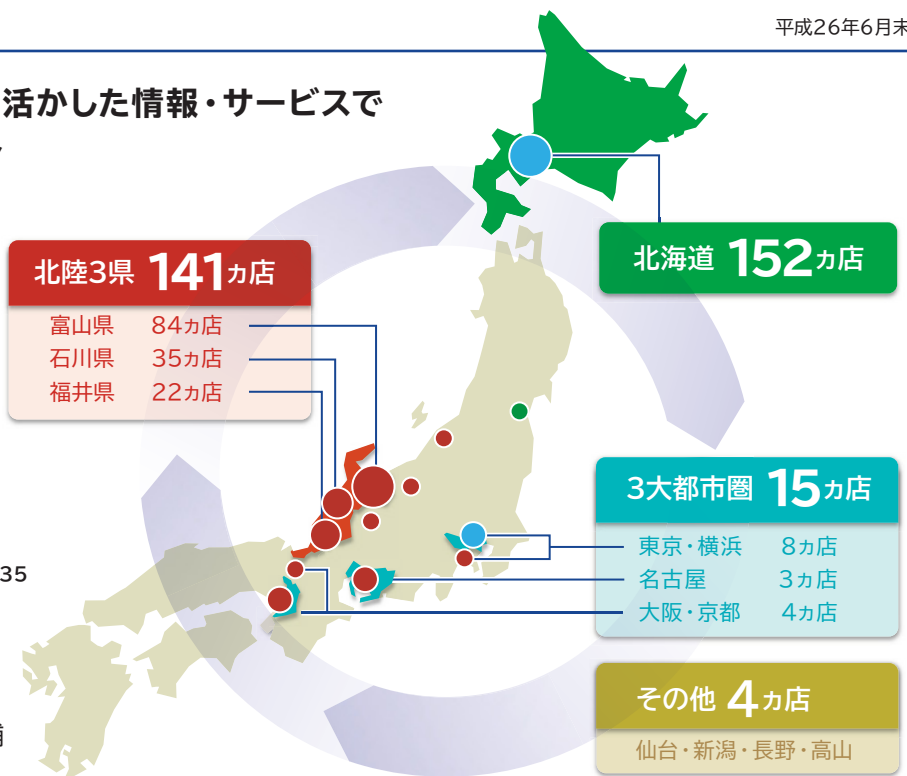 平成26年6月末
活かした情報・サービスで
北海道 152ヵ店
北陸3県 141ヵ店
富山県 84ヵ店
石川県 35ヵ店
福井県 22ヵ店
3大都市圏 15ヵ店
東京・横浜 8ヵ店
名古屋 3ヵ店
大阪・京都 4ヵ店
35
その他 4ヵ店
仙台・新潟・長野・高山